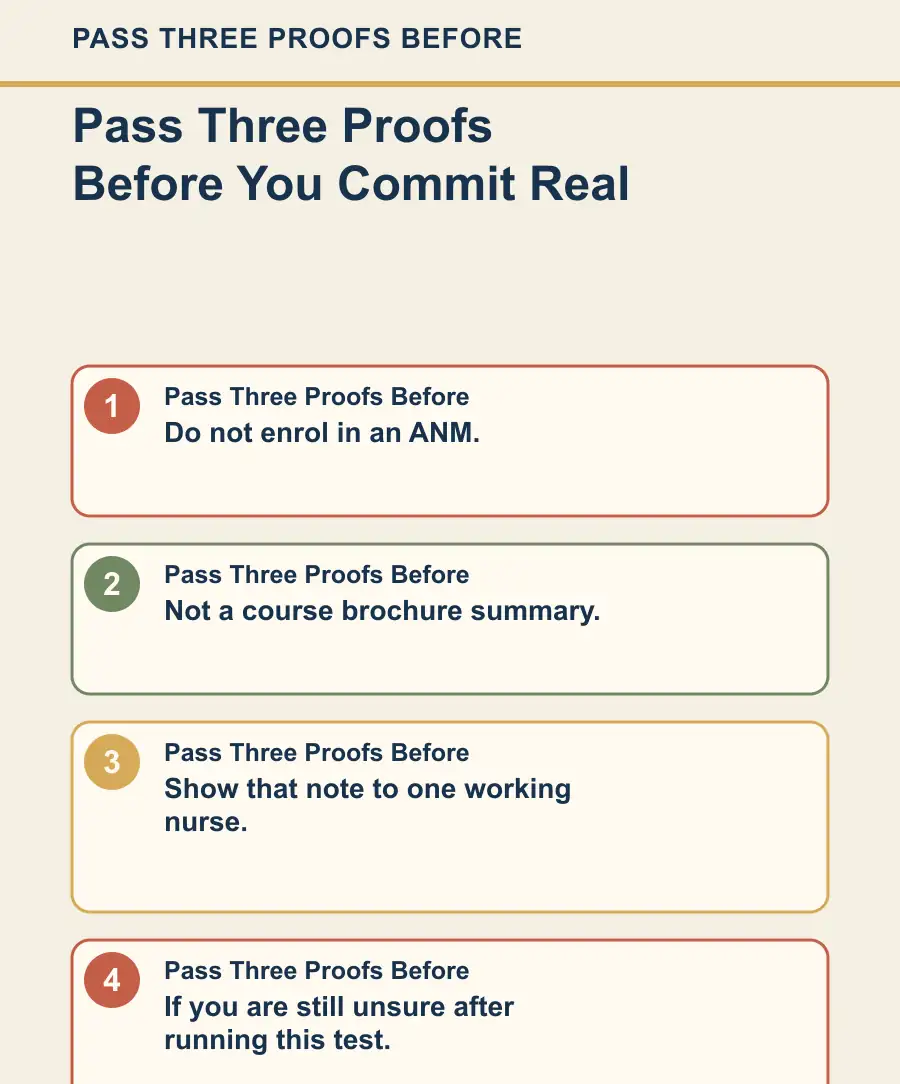 PASS THREE PROOFS BEFORE
Pass Three Proofs
Before You Commit Real
1
Pass Three Proofs Before
Do not enrol in an ANM.
2
Pass Three Proofs Before
Not a course brochure summary.
3
Pass Three Proofs Before
Show that note to one working
nurse.
4
Pass Three Proofs Before
If you are still unsure after
running this test.